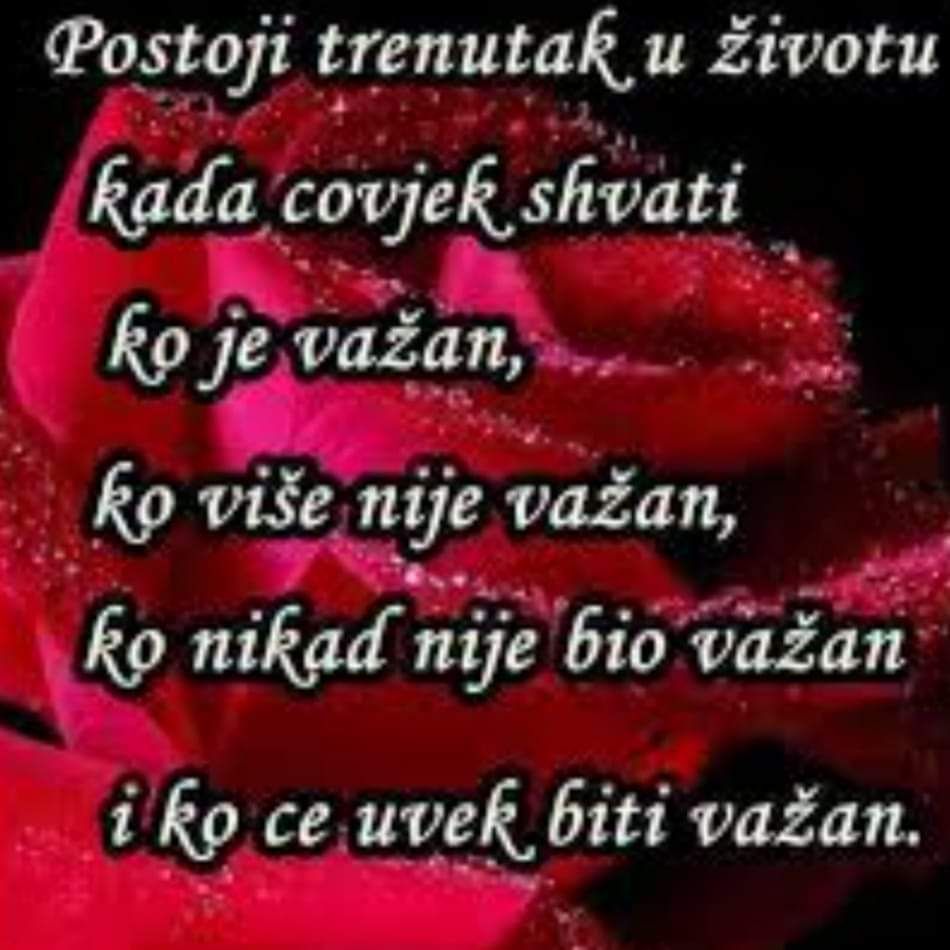 Postoji trenutak u životu
kada covjek shvati
ko je važan,
ko više nije važan,
ko nikad nije bio važan
i ko ce uvek biti važan.